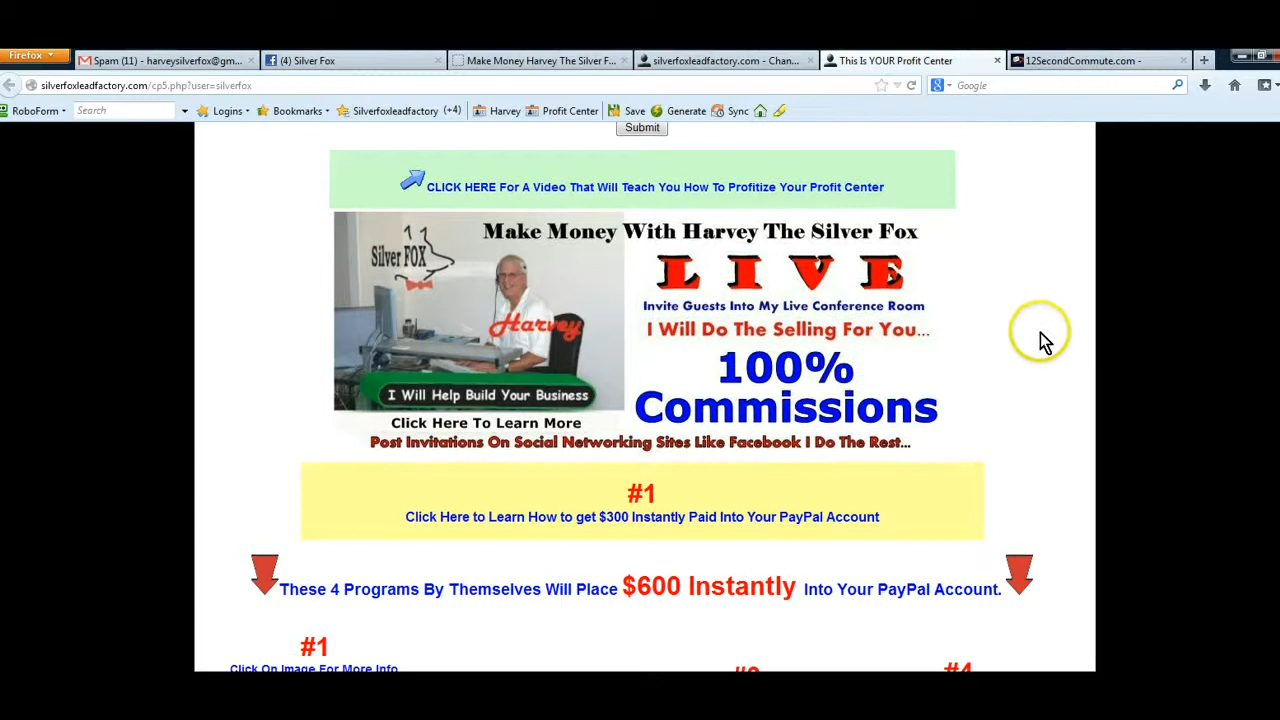 Firefox
Spam (11) - harveysilverfox@gm...
(4) Silver Fox
Make Money Harvey The Silver F...
silverfoxleadfactory.com - Chan...
This Is YOUR Profit Center
12SecondCommute.com -
silverfoxleadfactory.com/cp5.php?user=silverfox
Google
RoboForm
Search
Logins
Bookmarks
Silverfoxleadfactory (+4)
Harvey
Profit Center
Save
Generate
Sync
Submit
CLICK HERE For A Video That Will Teach You How To Profitize Your Profit Center
Make Money With Harvey The Silver Fox
Silver FOX
LIVE
Invite Guests Into My Live Conference Room
Harvey
I Will Do The Selling For You...
100%
Commissions
I Will Help Build Your Business
Click Here To Learn More
Post Invitations On Social Networking Sites Like Facebook I Do The Rest...
#1
Click Here to Learn How to get $300 Instantly Paid Into Your PayPal Account
These 4 Programs By Themselves Will Place $600 Instantly Into Your PayPal Account.
#1
Click On Image For More Info
#4